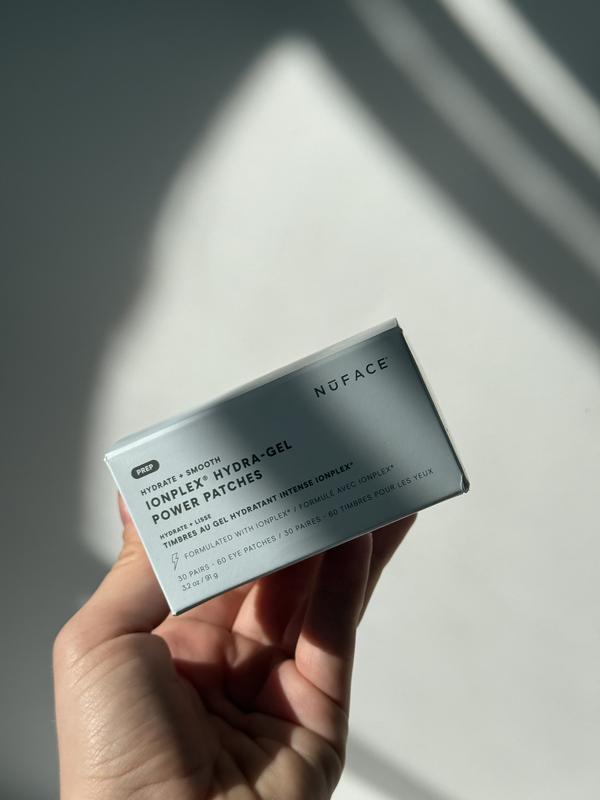 NŪFACE®
PREP
HYDRATE + SMOOTH
IONPLEX® HYDRA-GEL
POWER PATCHES
HYDRATE + LISSE
TIMBRES AU GEL HYDRATANT INTENSE IONPLEX®
FORMULATED WITH IONPLEX® / FORMULÉ AVEC IONPLEX®
30 PAIRS - 60 EYE PATCHES / 30 PAIRES - 60 TIMBRES POUR LES YEUX
3.2 oz / 91 g